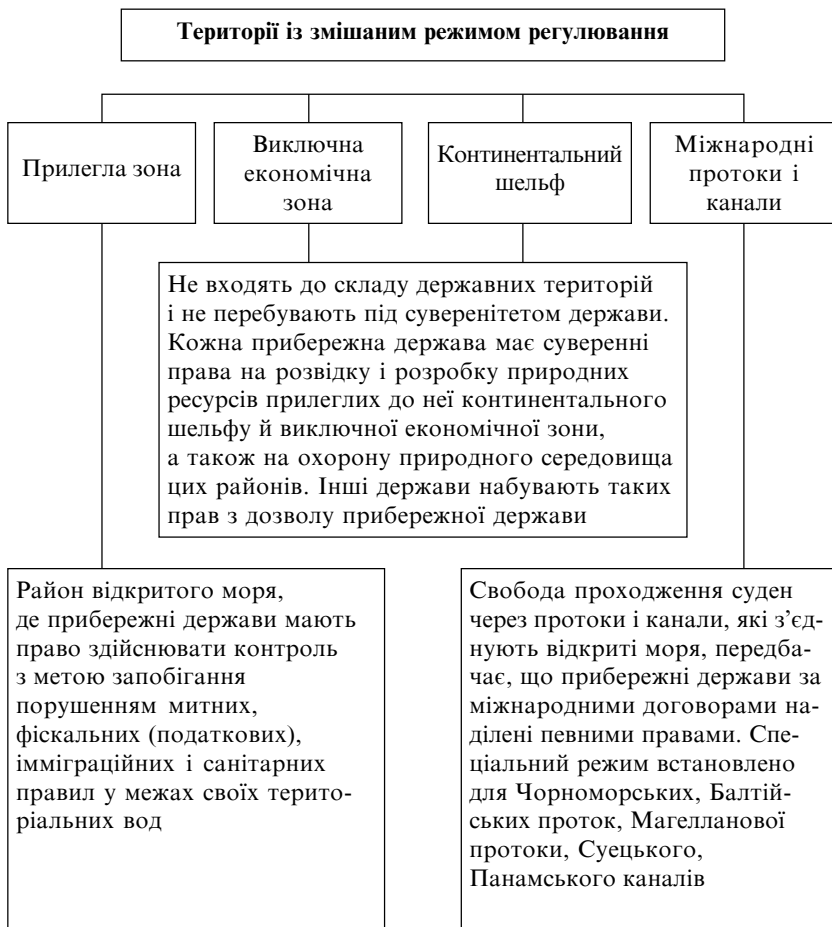 Території із змішаним режимом регулювання
Прилегла зона
Виключна
економічна
зона
Континентальний
шельф
Міжнародні
протоки і
канали
Не входять до складу державних територій
і не перебувають під суверенітетом держави.
Кожна прибережна держава має суверенні
права на розвідку і розробку природних
ресурсів прилеглих до неї континентального
шельфу й виключної економічної зони,
а також на охорону природного середовища
цих районів. Інші держави набувають таких
прав з дозволу прибережної держави
Район відкритого моря,
де прибережні держави мають
право здійснювати контроль
з метою запобігання
порушенням митних,
фіскальних (податкових),
імміграційних і санітарних
правил у межах своїх терито-
ріальних вод
Свобода проходження суден
через протоки і канали, які з’єд-
нують відкриті моря, передба-
чає, що прибережні держави за
міжнародними договорами на-
ділені певними правами. Спе-
ціальний режим встановлено
для Чорноморських, Балтій-
ських проток, Магелланової
протоки, Суецького,
Панамського каналів